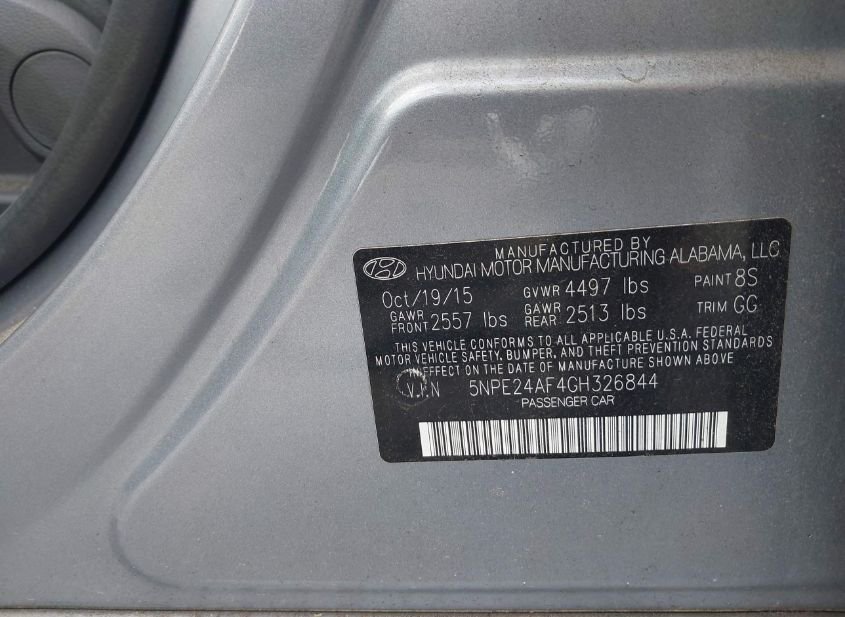 MANUFACTURED BY
HYUNDAI MOTOR MANUFACTURING ALABAMA, LLC
Oct/19/15 GVWR 4497 lbs PAINT 8S
GAWR FRONT 2557 lbs GAWR REAR 2513 lbs TRIM GG
THIS VEHICLE CONFORMS TO ALL APPLICABLE U.S.A. FEDERAL
MOTOR VEHICLE SAFETY, BUMPER, AND THEFT PREVENTION STANDARDS
IN EFFECT ON THE DATE OF MANUFACTURE SHOWN ABOVE
V.I.N 5NPE24AF4GH326844
PASSENGER CAR